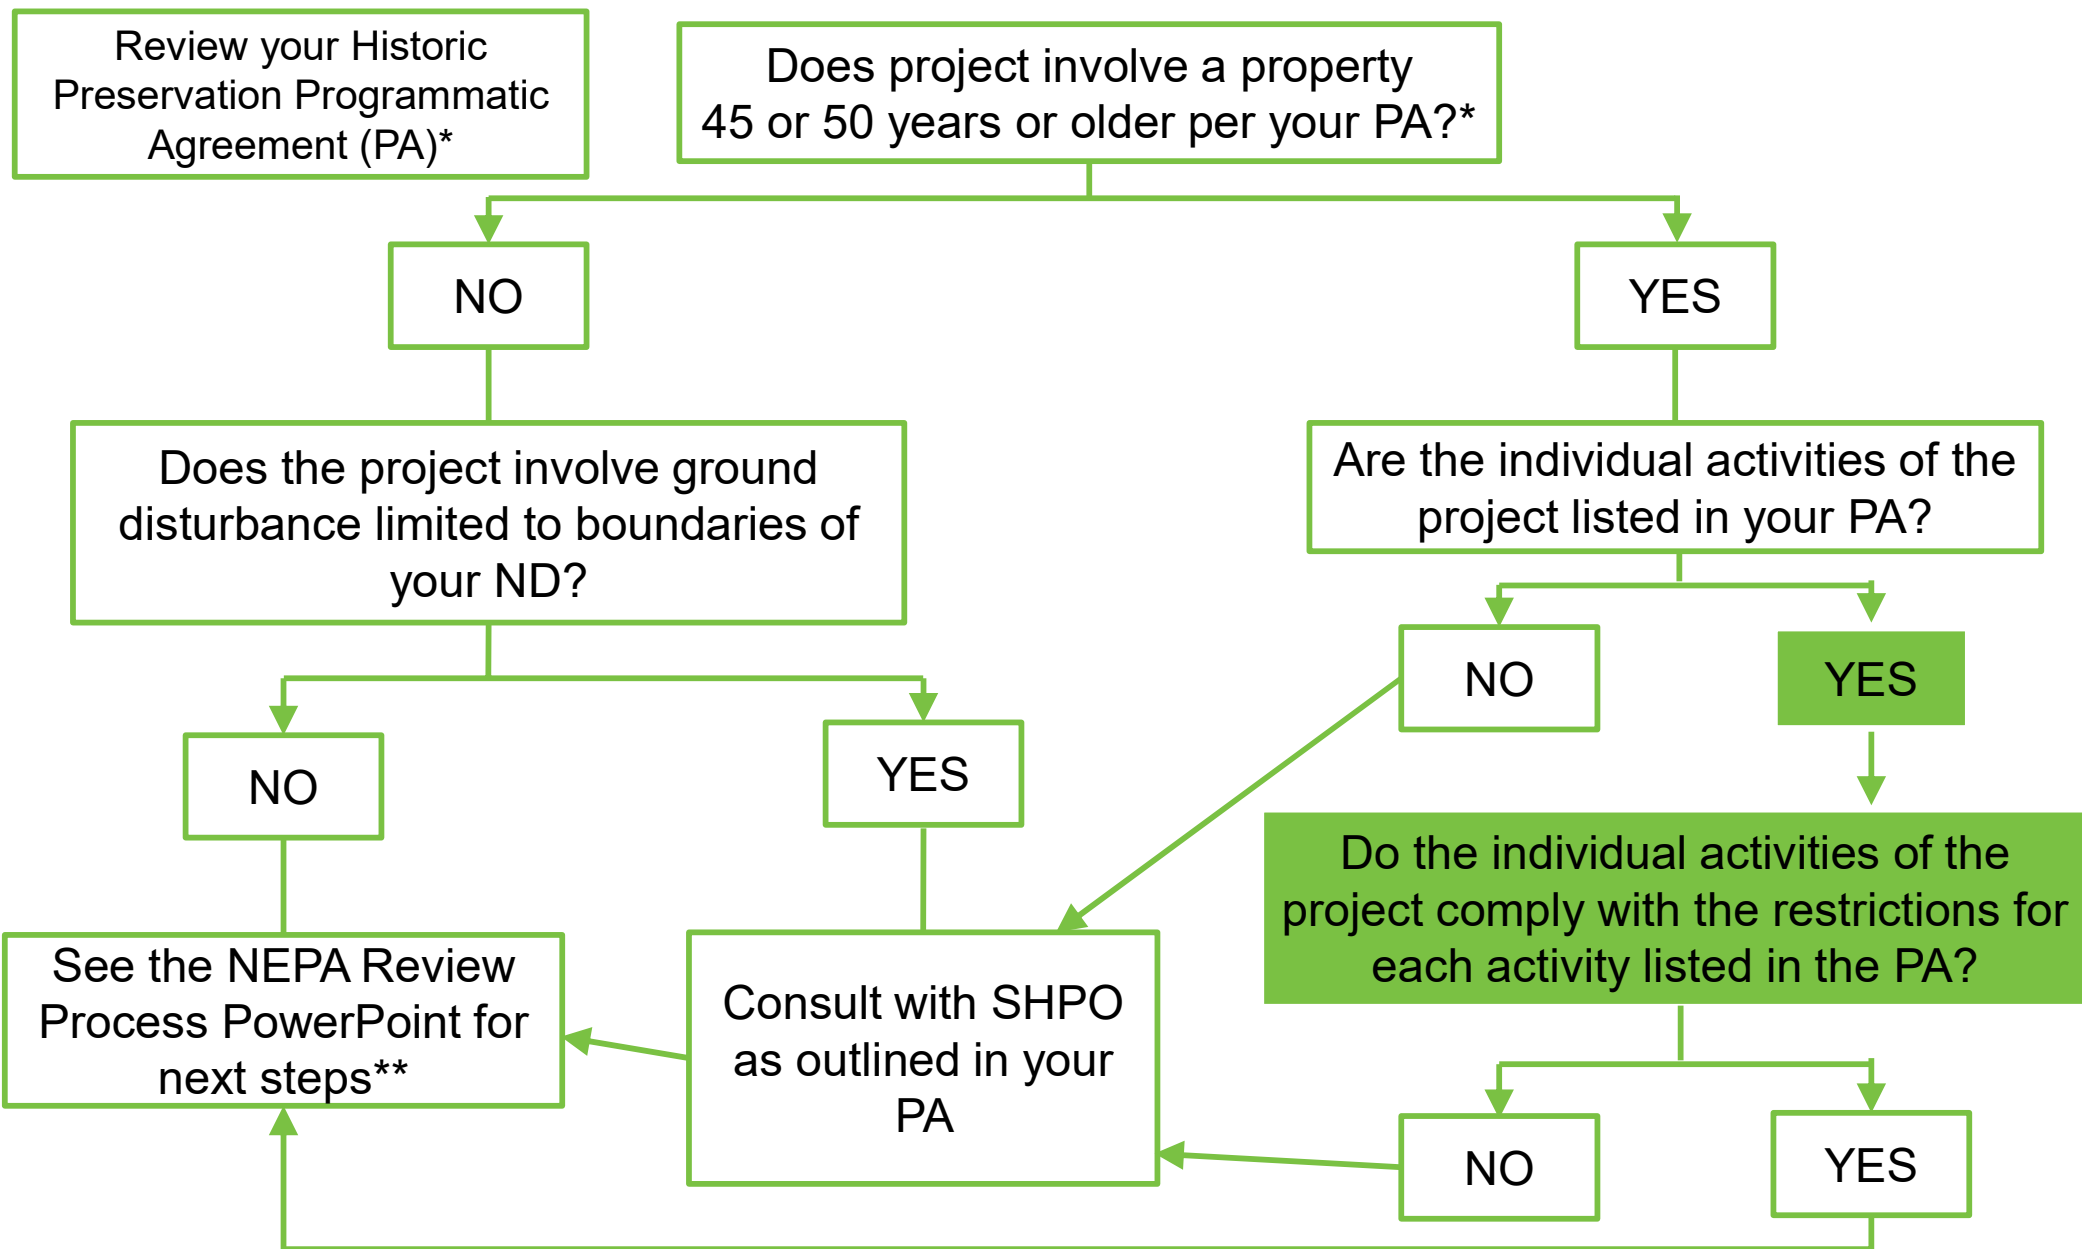 Review your Historic
Preservation Programmatic
Agreement (PA)*
Does project involve a property
45 or 50 years or older per your PA?*
NO
YES
Does the project involve ground
disturbance limited to boundaries of
your ND?
Are the individual activities of the
project listed in your PA?
NO
YES
NO
YES
Do the individual activities of the
project comply with the restrictions for
each activity listed in the PA?
See the NEPA Review
Process PowerPoint for
next steps**
Consult with SHPO
as outlined in your
PA
NO
YES